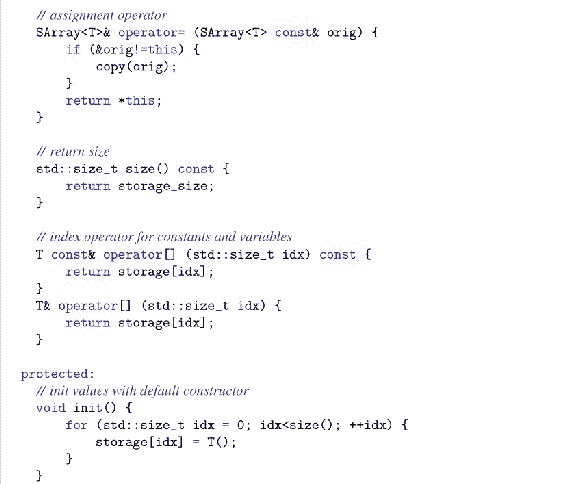 // assignment operator
SArray<T>& operator= (SArray<T> const& orig) {
if (&orig!=this) {
copy(orig);
}
return *this;
}
// return size
std::size_t size() const {
return storage_size;
}
// index operator for constants and variables
T const& operator[] (std::size_t idx) const {
return storage[idx];
}
T& operator[] (std::size_t idx) {
return storage[idx];
}
protected:
// init values with default constructor
void init() {
for (std::size_t idx = 0; idx<size(); ++idx) {
storage[idx] = T();
}
}